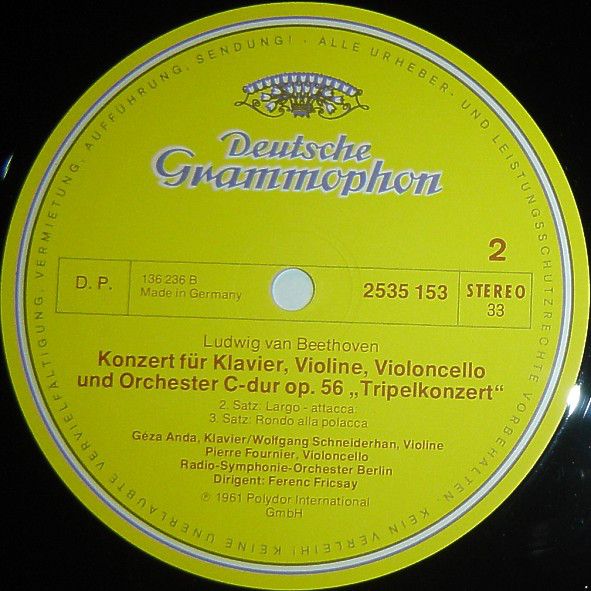 KEINE UNERLAUBTE VERVIELFÄLTIGUNG, VERMIETUNG, AUFFÜHRUNG, SENDUNG! - ALLE URHEBER- UND LEISTUNGSSCHUTZRECHTE VORBEHALTEN. KEIN VERLEIH!
Deutsche
Grammophon
2
D. P.
136 236 B
Made in Germany
2535 153
STEREO
33
Ludwig van Beethoven
Konzert für Klavier, Violine, Violoncello
und Orchester C-dur op. 56 „Tripelkonzert“
2. Satz: Largo - attacca:
3. Satz: Rondo alla polacca
Géza Anda, Klavier/Wolfgang Schneiderhan, Violine
Pierre Fournier, Violoncello
Radio-Symphonie-Orchester Berlin
Dirigent: Ferenc Fricsay
℗ 1961 Polydor International
GmbH